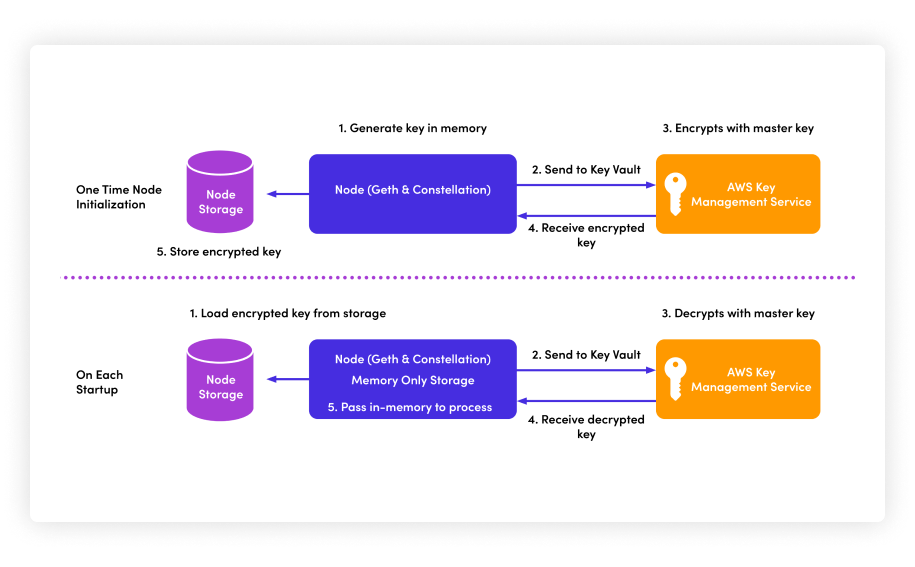 1. Generate key in memory
3. Encrypts with master key
One Time Node
Initialization
Node
Storage
Node (Geth & Constellation)
2. Send to Key Vault
AWS Key
Management Service
4. Receive encrypted
key
5. Store encrypted key
1. Load encrypted key from storage
3. Decrypts with master key
On Each
Startup
Node
Storage
Node (Geth & Constellation)
Memory Only Storage
5. Pass in-memory to process
2. Send to Key Vault
AWS Key
Management Service
4. Receive decrypted
key